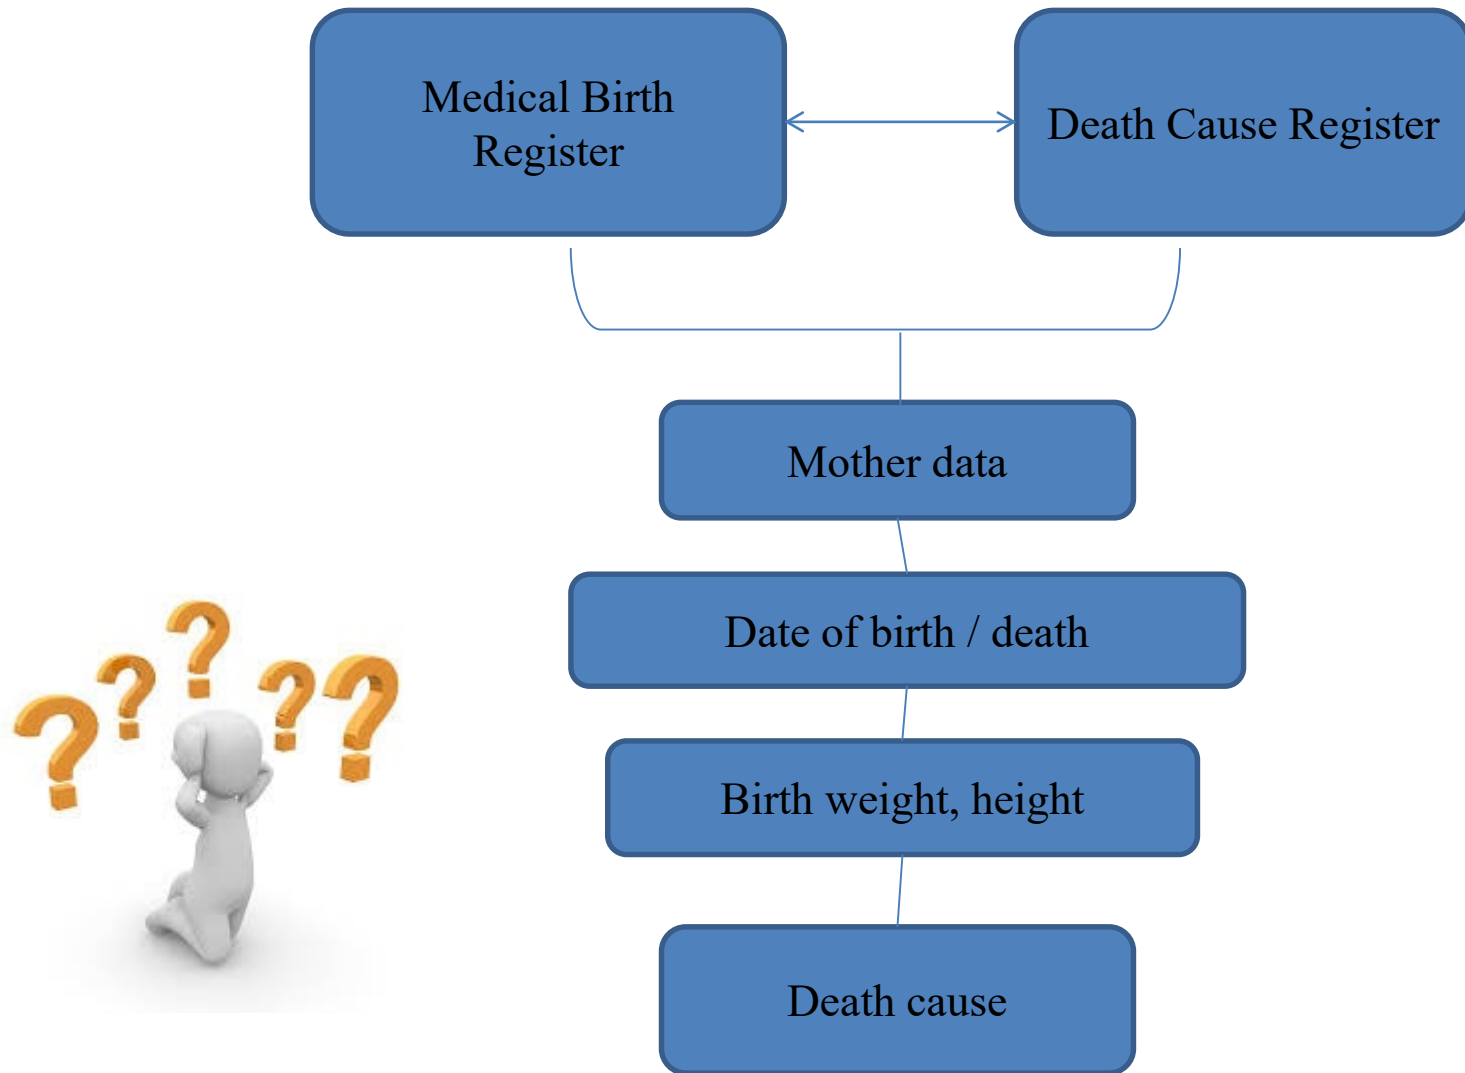 Medical Birth
Register
Death Cause Register
Mother data
Date of birth / death
Birth weight, height
Death cause
? ? ? ? ?